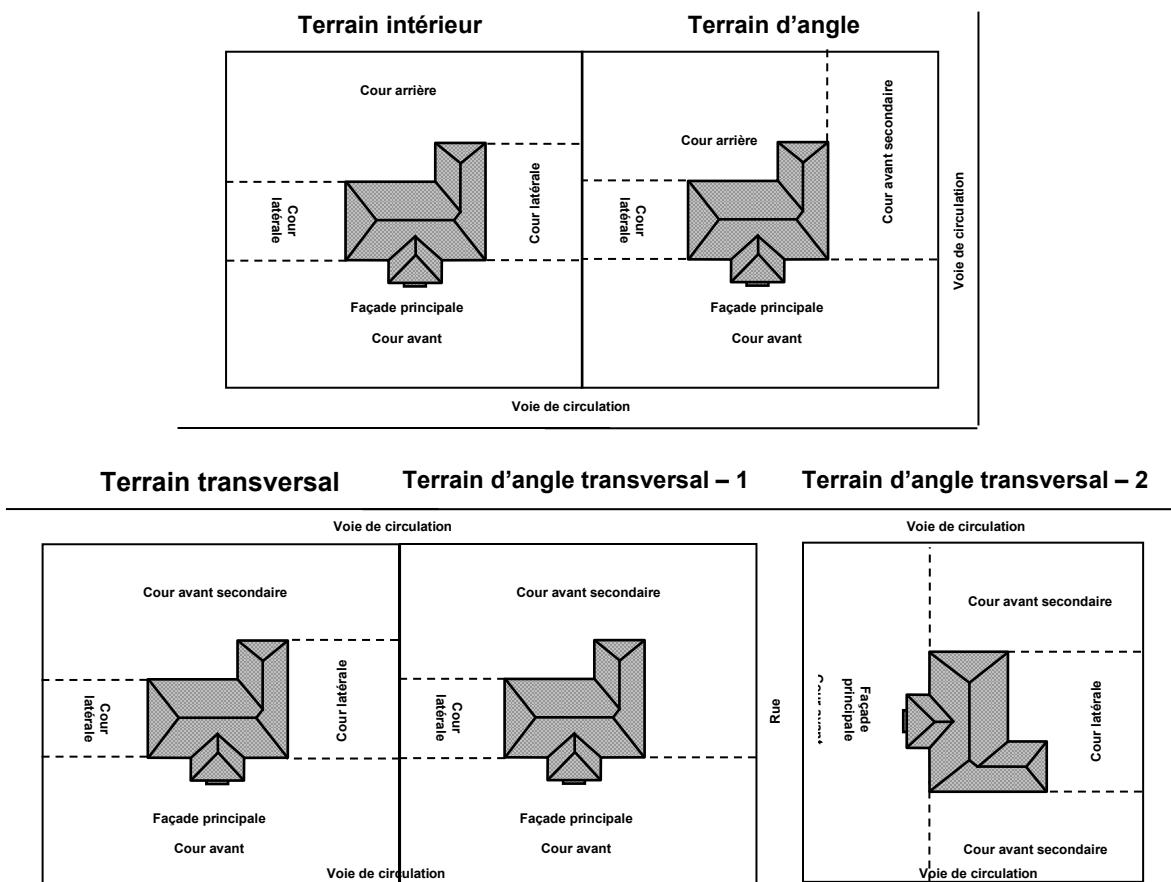 Terrain intérieur
Terrain d'angle
Cour arrière
Cour
latérale
Cour latérale
Façade principale
Cour avant
Cour arrière
Cour avant secondaire
Cour
latérale
Façade principale
Cour avant
Voie de circulation
Voie de circulation
Terrain transversal
Terrain d'angle transversal – 1
Terrain d'angle transversal – 2
Voie de circulation
Voie de circulation
Cour avant secondaire
Cour
latérale
Cour latérale
Façade principale
Cour avant
Cour avant secondaire
Cour
latérale
Façade principale
Cour avant
Rue
Voie de circulation
Cour avant secondaire
Façade
principale
Cour avant
Cour latérale
Cour avant secondaire
Voie de circulation